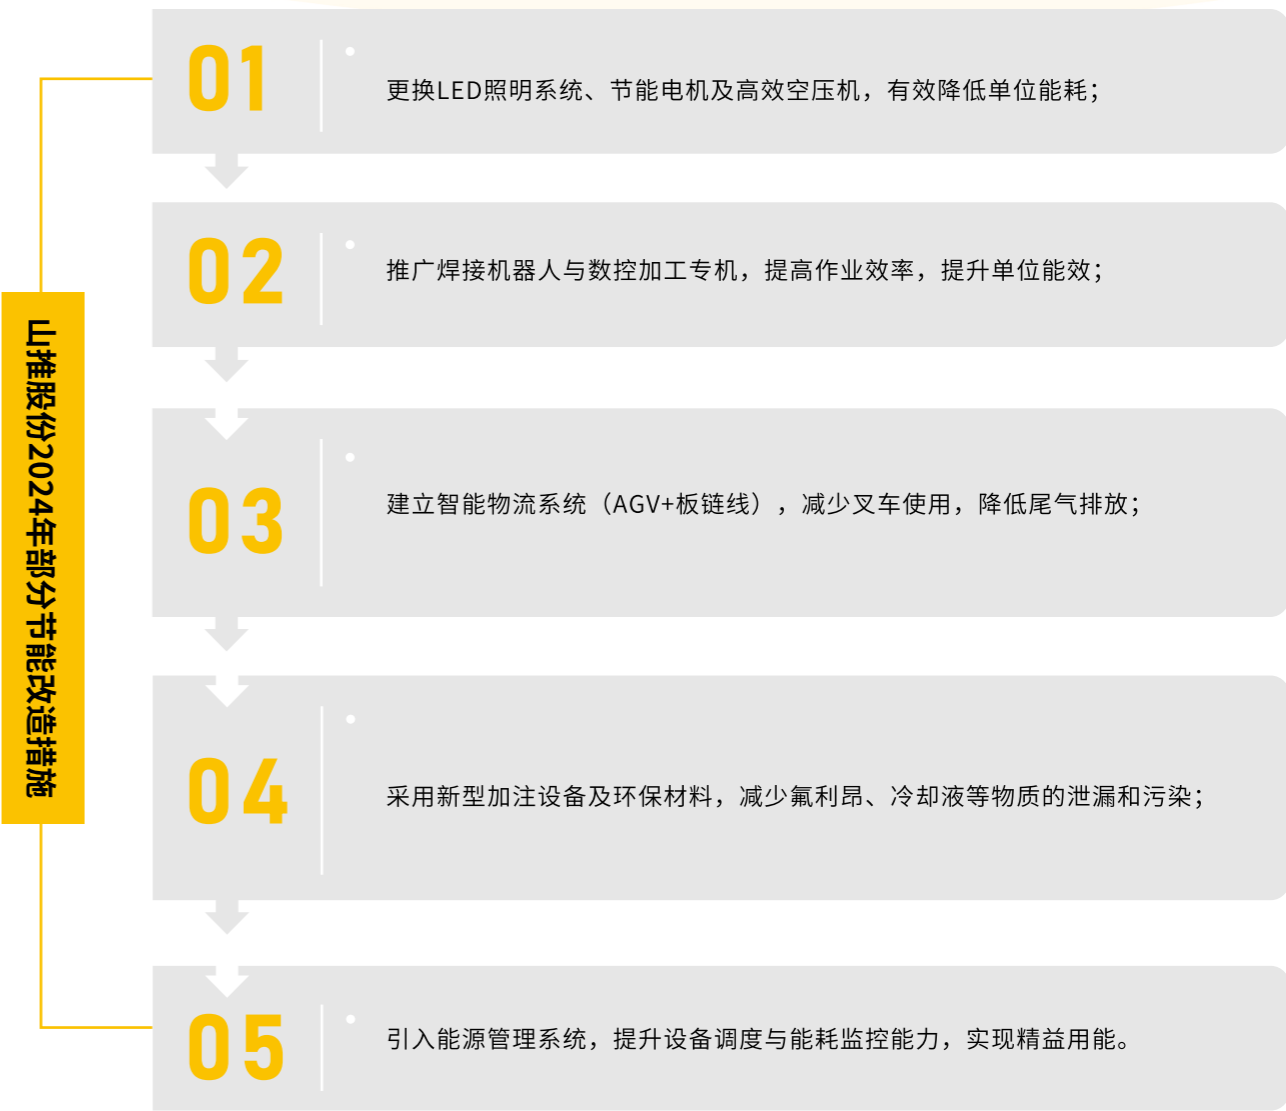 山推股份2024年部分节能改造措施
01
更换LED照明系统、节能电机及高效空压机，有效降低单位能耗；
02
推广焊接机器人与数控加工专机，提高作业效率，提升单位能效；
03
建立智能物流系统（AGV+板链线），减少叉车使用，降低尾气排放；
04
采用新型加注设备及环保材料，减少氟利昂、冷却液等物质的泄漏和污染；
05
引入能源管理系统，提升设备调度与能耗监控能力，实现精益用能。